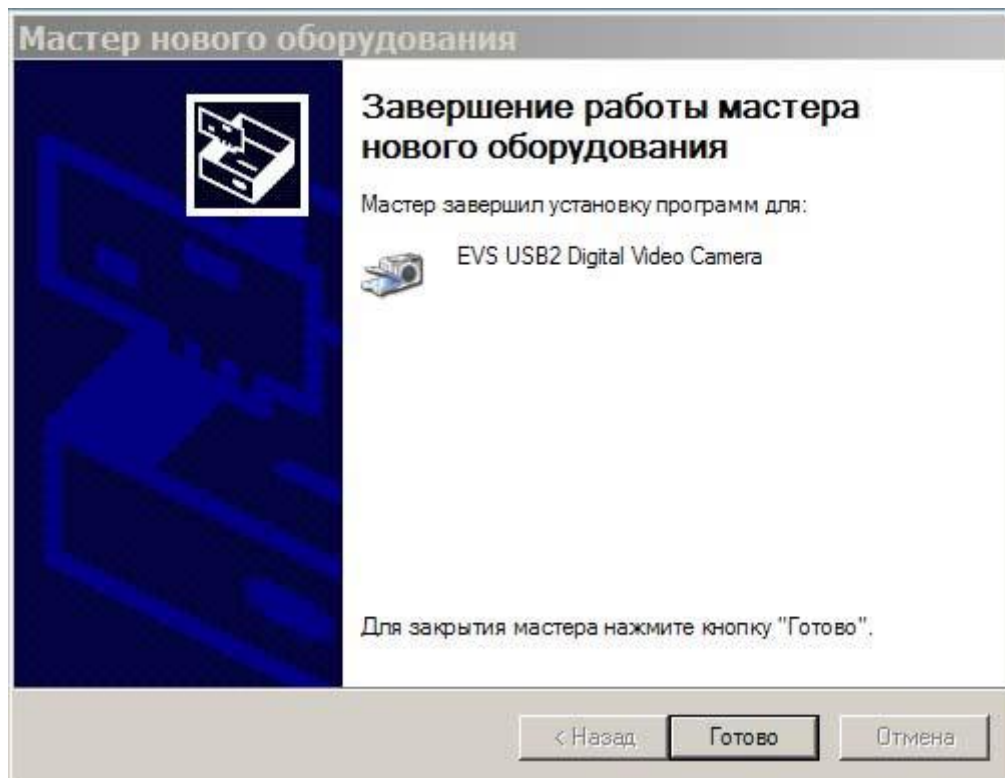 Мастер нового оборудования
Завершение работы мастера
нового оборудования
Мастер завершил установку программ для:
EVS USB2 Digital Video Camera
Для закрытия мастера нажмите кнопку "Готово".
< Назад Готово Отмена